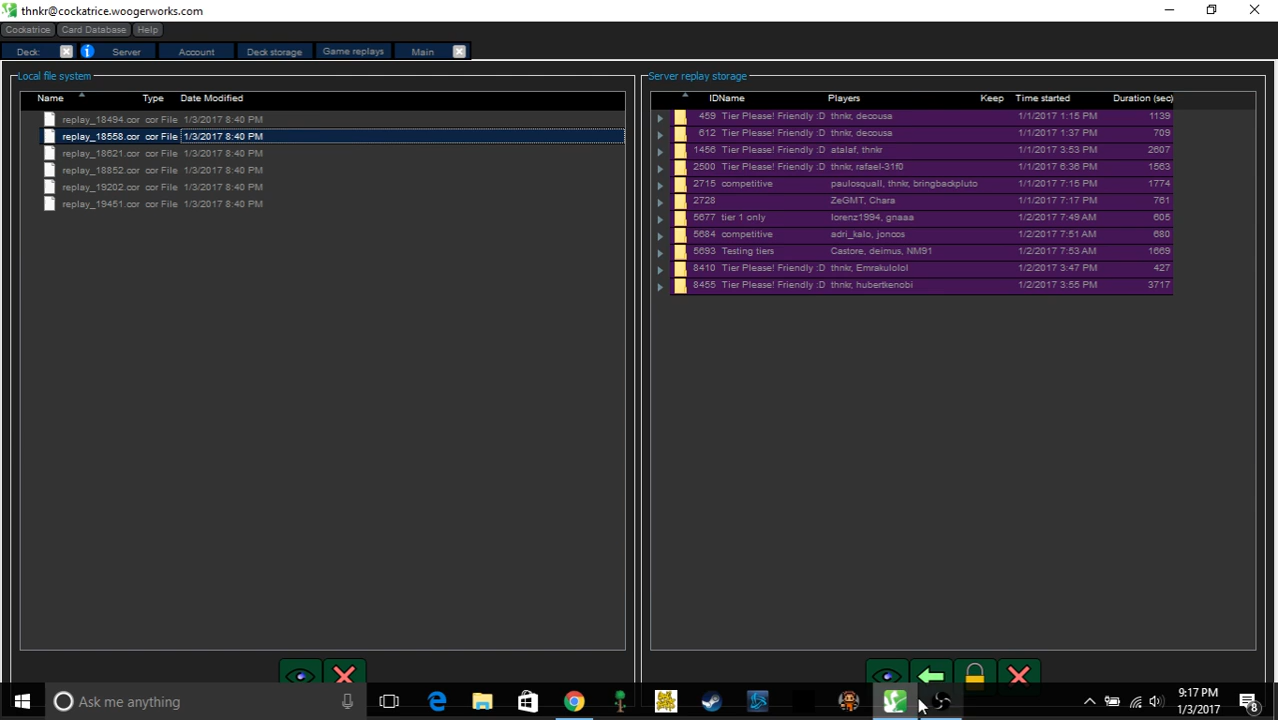 thnkr@cockatrice.woogerworks.com
Cockatrice Card Database Help
Deck: Server Account Deck storage Game replays Main
Local file system
Name Type Date Modified
replay_18494.cor cor File 1/3/2017 8:40 PM
replay_18558.cor cor File 1/3/2017 8:40 PM
replay_18621.cor cor File 1/3/2017 8:40 PM
replay_18852.cor cor File 1/3/2017 8:40 PM
replay_19202.cor cor File 1/3/2017 8:40 PM
replay_19451.cor cor File 1/3/2017 8:40 PM
Server replay storage
ID Name Players Keep Time started Duration (sec)
459 Tier Please! Friendly :D thnkr, decousa 1/1/2017 1:15 PM 1139
612 Tier Please! Friendly :D thnkr, decousa 1/1/2017 1:37 PM 709
1456 Tier Please! Friendly :D atalaf, thnkr 1/1/2017 3:53 PM 2607
2500 Tier Please! Friendly :D thnkr, rafael-31f0 1/1/2017 6:36 PM 1563
2715 competitive paulosquall, thnkr, bringbackpluto 1/1/2017 7:15 PM 1774
2728 ZeGMT, Chara 1/1/2017 7:17 PM 761
5677 tier 1 only lorenz1994, gnaaa 1/2/2017 7:49 AM 605
5684 competitive adri_kalo, joncos 1/2/2017 7:51 AM 680
5693 Testing tiers Castore, deimus, NM91 1/2/2017 7:53 AM 1669
8410 Tier Please! Friendly :D thnkr, Emrakulolol 1/2/2017 3:47 PM 427
8455 Tier Please! Friendly :D thnkr, hubertkenobi 1/2/2017 3:55 PM 3717
Ask me anything
9:17 PM
1/3/2017
8